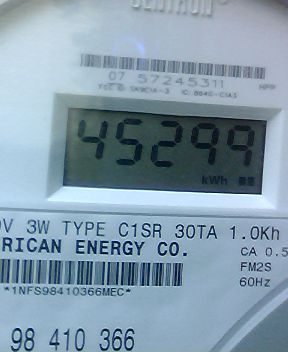 CENTRON®
07 57245311
45299
kWh
0V 3W TYPE C1SR 30TA 1.0Kh
RICAN ENERGY CO. CA 0.5
FM2S
*1NFS98410366MEC* 60Hz
98 410 366